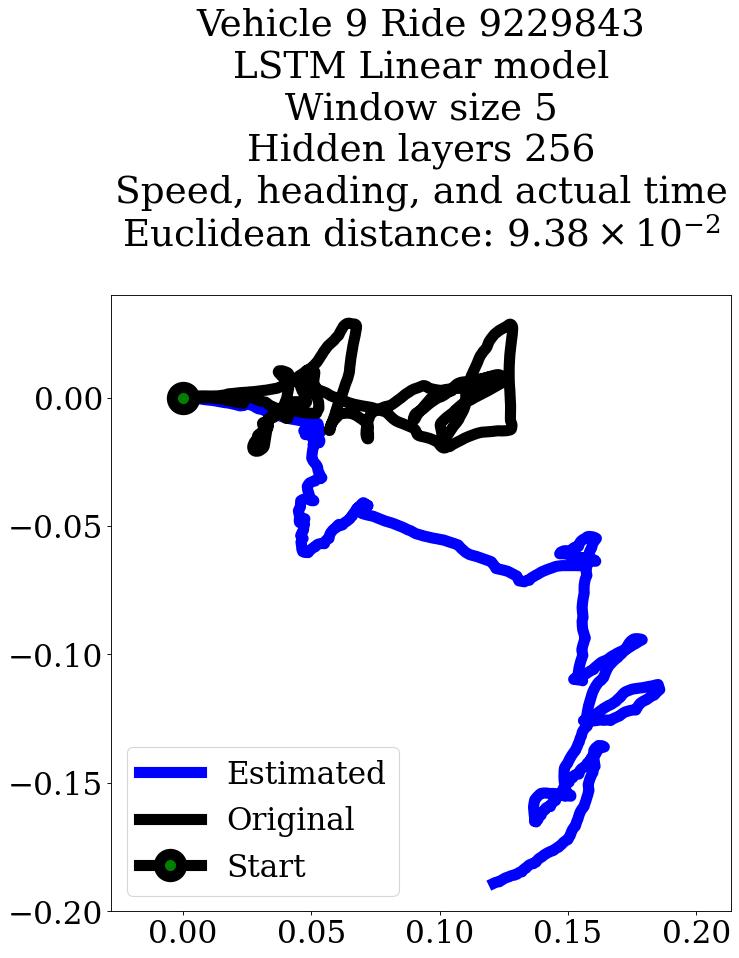 Vehicle 9 Ride 9229843
LSTM Linear model
Window size 5
Hidden layers 256
Speed, heading, and actual time
Euclidean distance: 9.38 × 10⁻²
0.00
−0.05
−0.10
−0.15
−0.20
Estimated
Original
Start
0.00 0.05 0.10 0.15 0.20